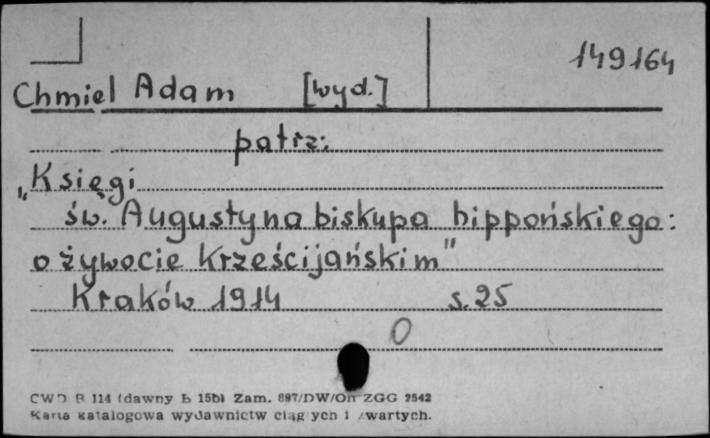 149164
Chmiel Adam [wyd.]
patrz:
„Księgi
św. Augustyna biskupa hippońskiego:
o żywocie krześcijańskim"
Kraków 1914 s. 25
0
CWD B 114 (dawny b 15b) Zam. 897/DW/On ZGG 2542
Karta katalogowa wydawnictw ciągłych i zwartych.